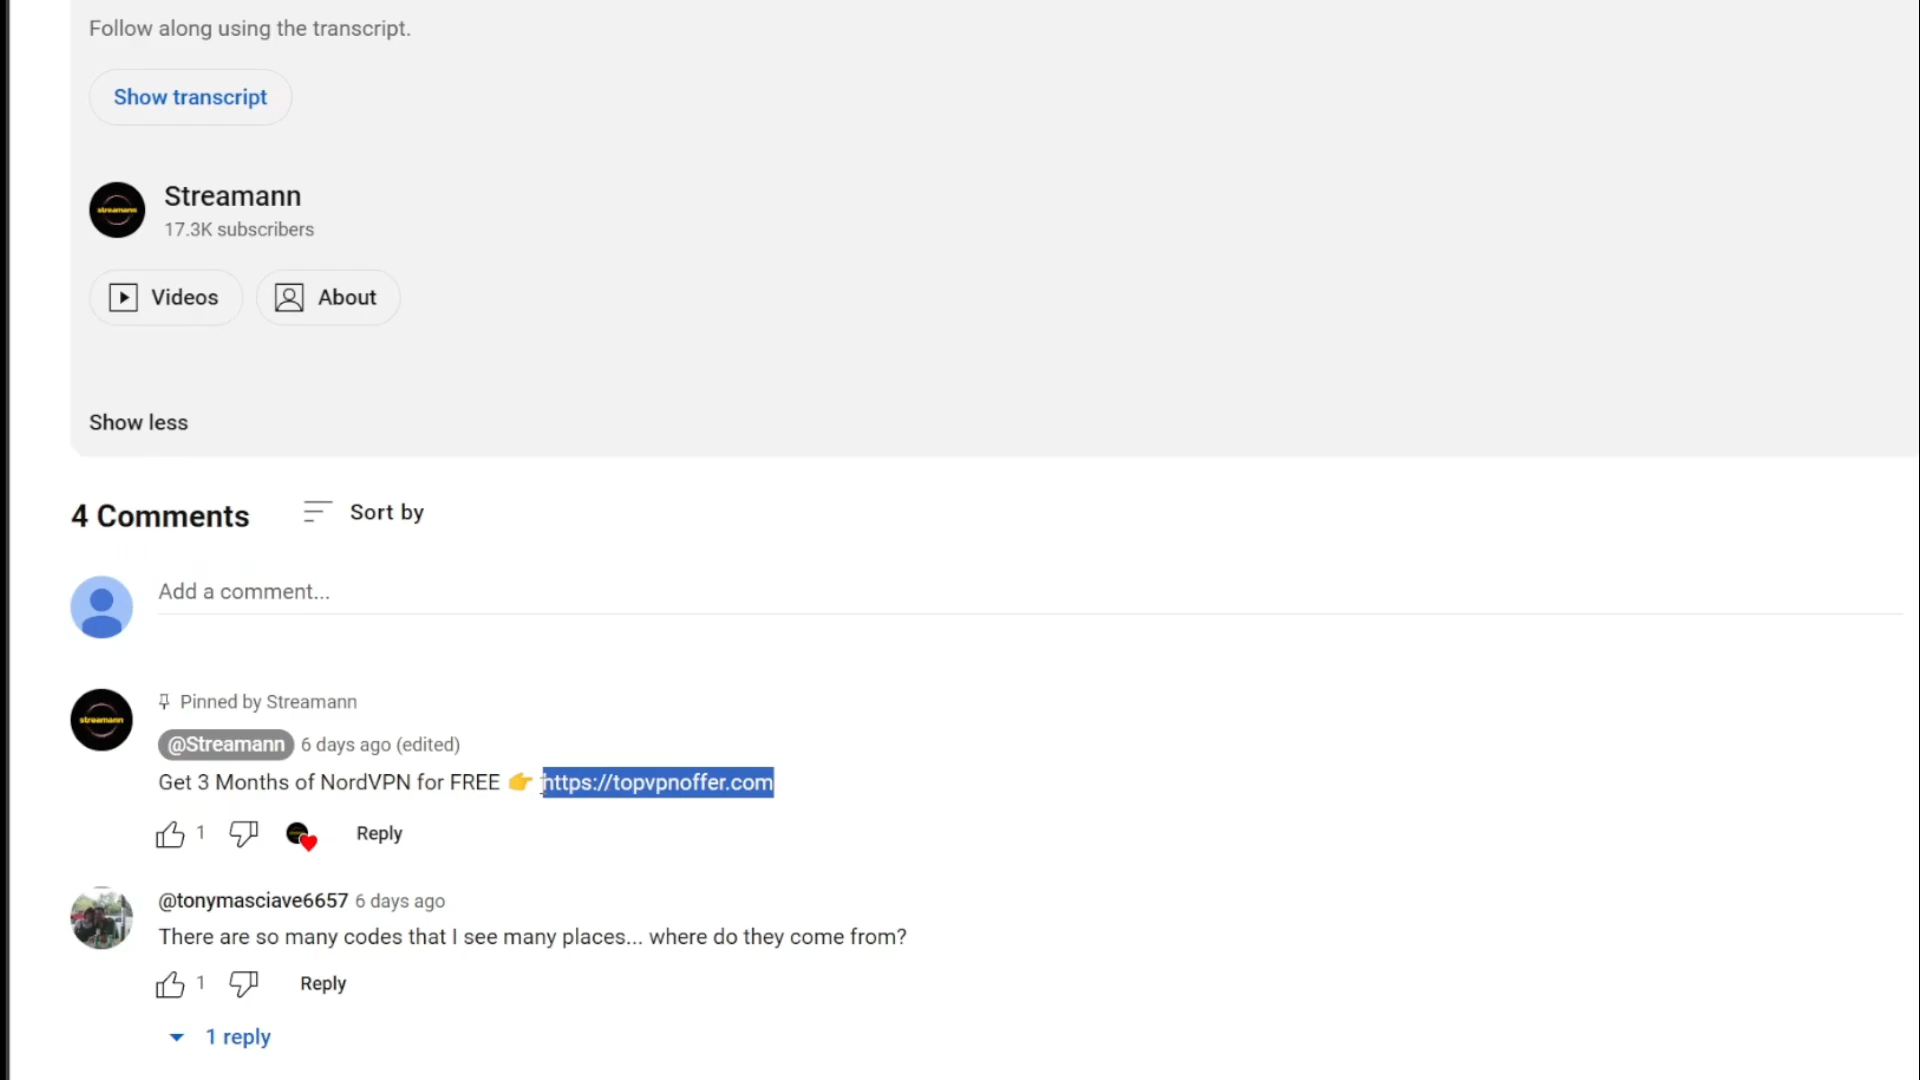 Follow along using the transcript.
Show transcript
streamann
Streamann
17.3K subscribers
Videos
About
Show less
4 Comments
Sort by
Add a comment...
Pinned by Streamann
streamann
@Streamann 6 days ago (edited)
Get 3 Months of NordVPN for FREE 👉 https://topvpnoffer.com
1
Reply
@tonymasciave6657 6 days ago
There are so many codes that I see many places... where do they come from?
1
Reply
1 reply